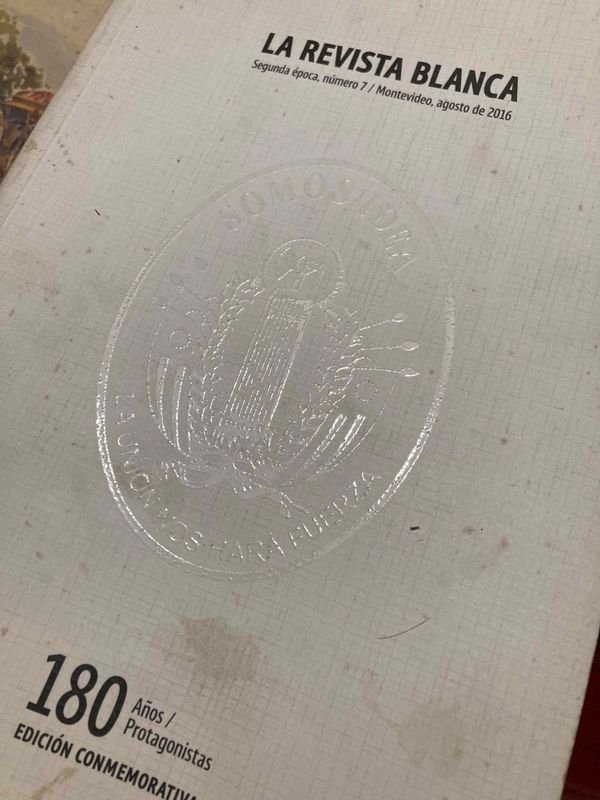 LA REVISTA BLANCA
Segunda época, número 7 / Montevideo, agosto de 2016
SOMOS IDEA
LA UNION NOS HARÁ FUERZA
180 Años /
Protagonistas
EDICIÓN CONMEMORATIVA